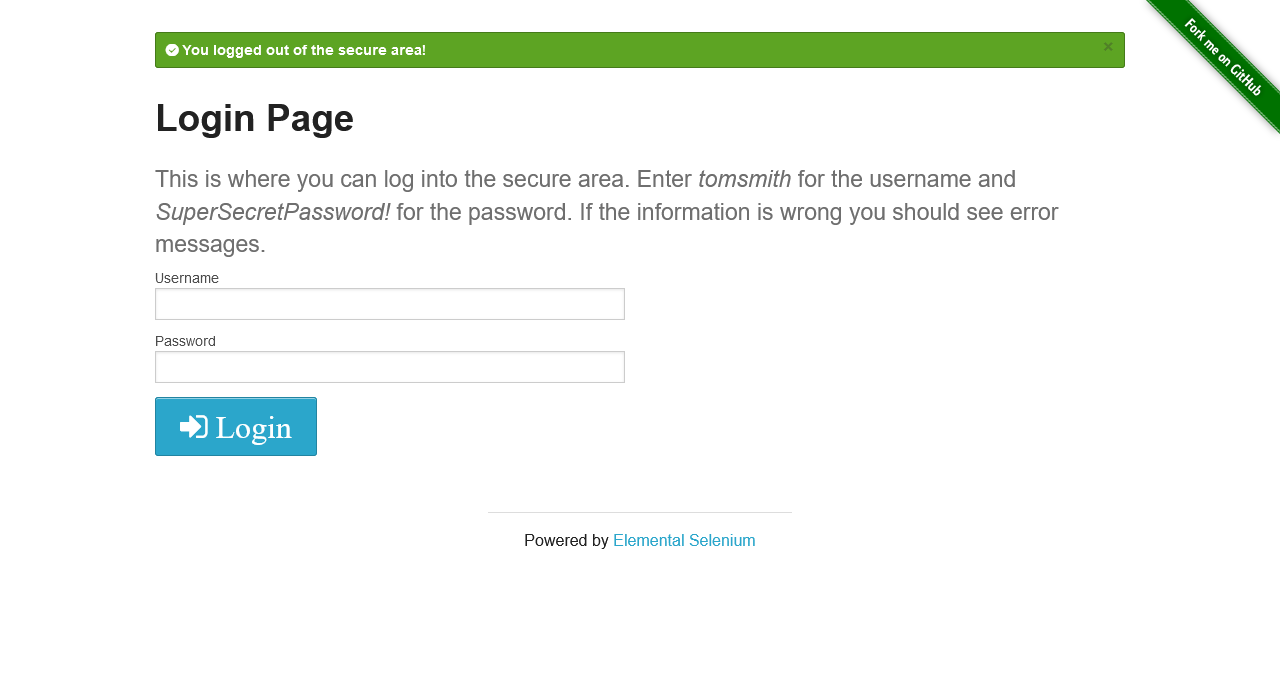 You logged out of the secure area!
×
Fork me on GitHub
Login Page
This is where you can log into the secure area. Enter tomsmith for the username and
SuperSecretPassword! for the password. If the information is wrong you should see error
messages.
Username
Password
Login
Powered by Elemental Selenium